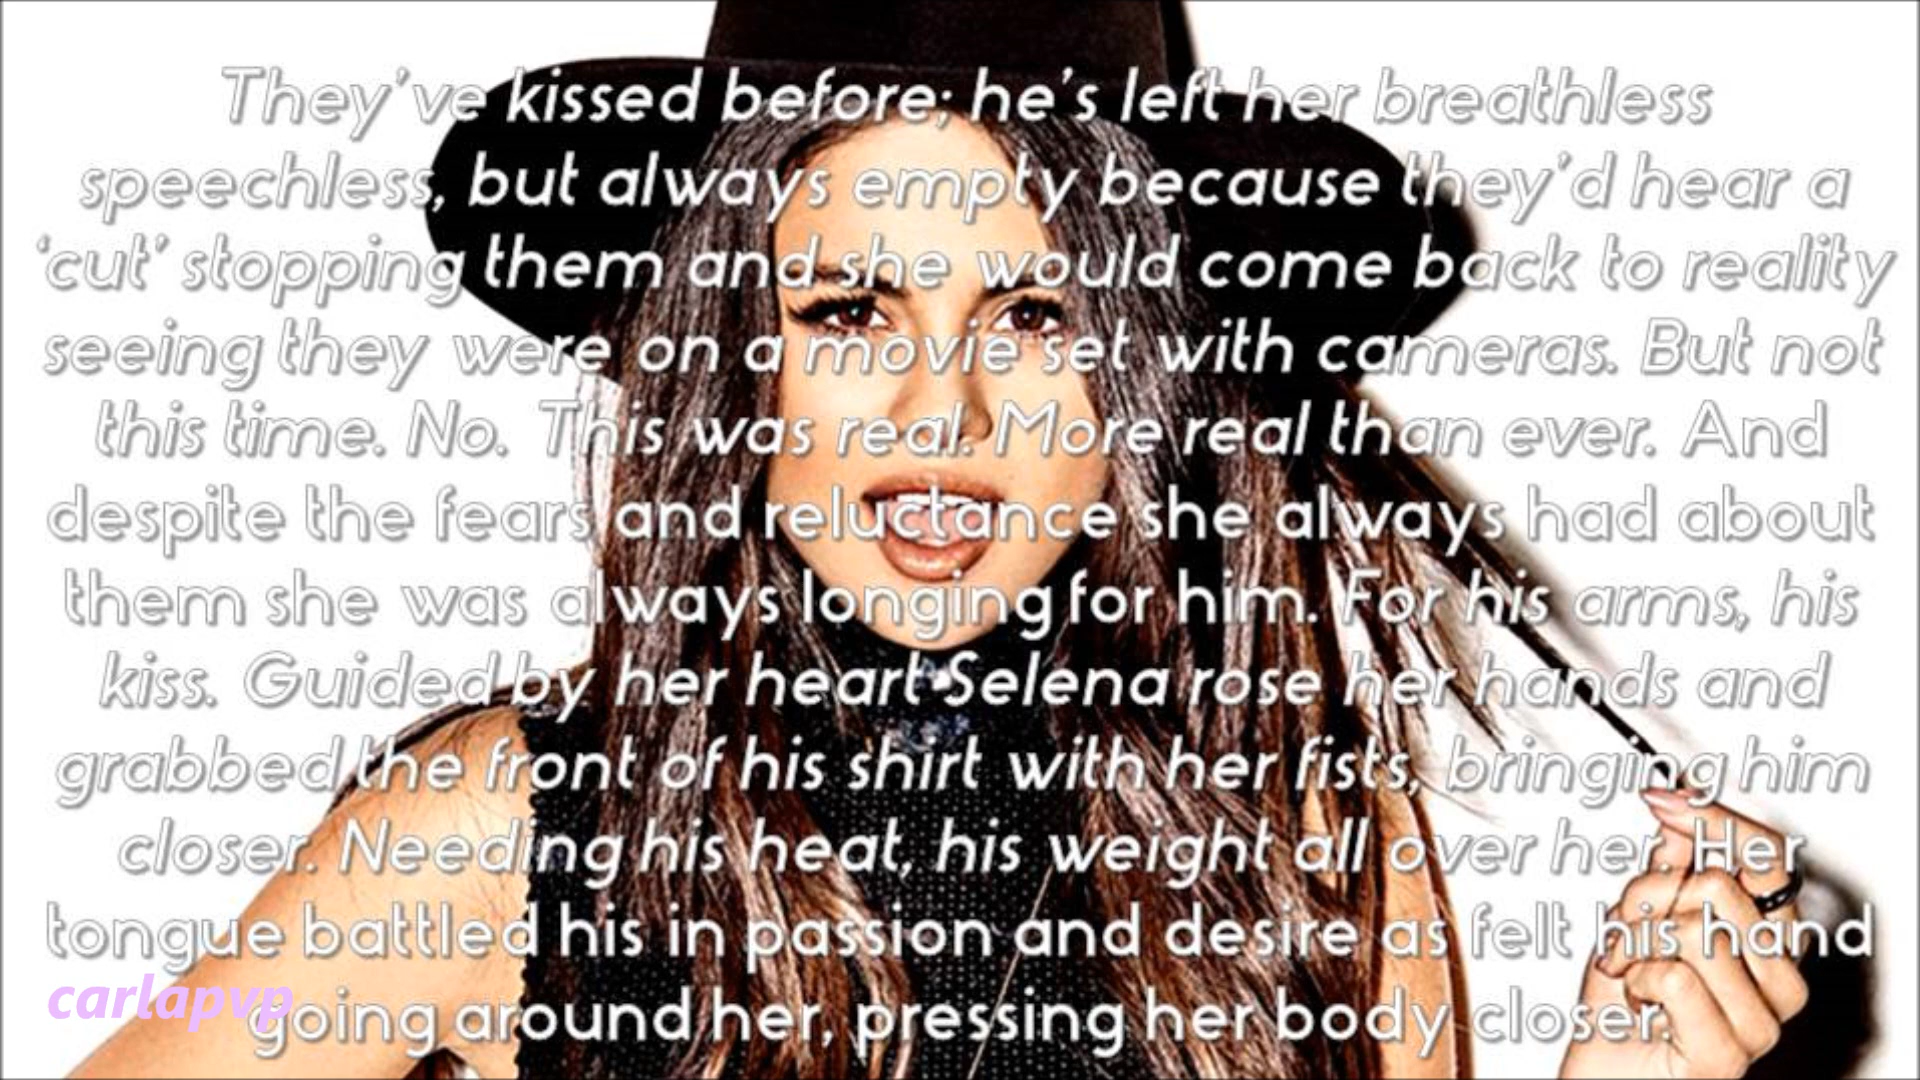 They've kissed before; he's left her breathless
speechless, but always empty because they'd hear a
'cut' stopping them and she would come back to reality
seeing they were on a movie set with cameras. But not
this time. No. This was real. More real than ever. And
despite the fears and reluctance she always had about
them she was always longing for him. For his arms, his
kiss. Guided by her heart Selena rose her hands and
grabbed the front of his shirt with her fists, bringing him
closer. Needing his heat, his weight all over her. Her
tongue battled his in passion and desire as felt his hand
going around her, pressing her body closer.
carlapvp